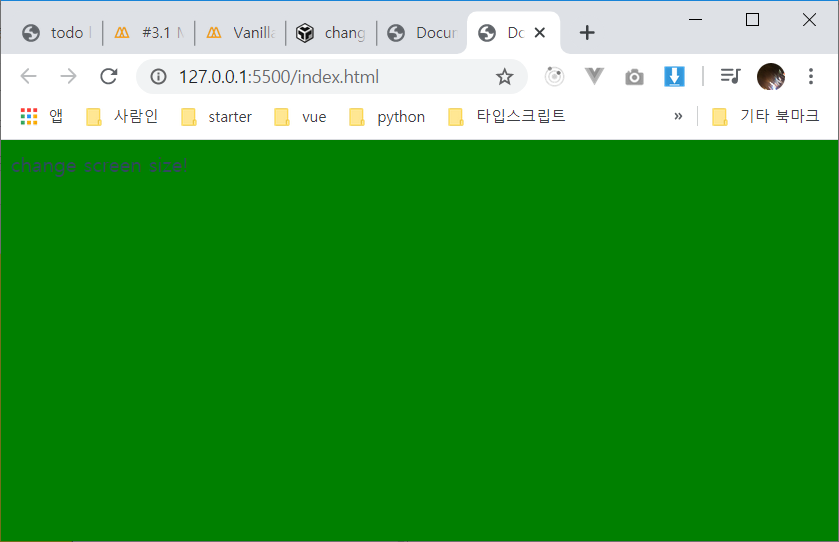 todo
#3.1
Vanilla
chang
Docum
Do
127.0.0.1:5500/index.html
앱 사람인 starter vue python 타입스크립트 » 기타 북마크
change screen size!